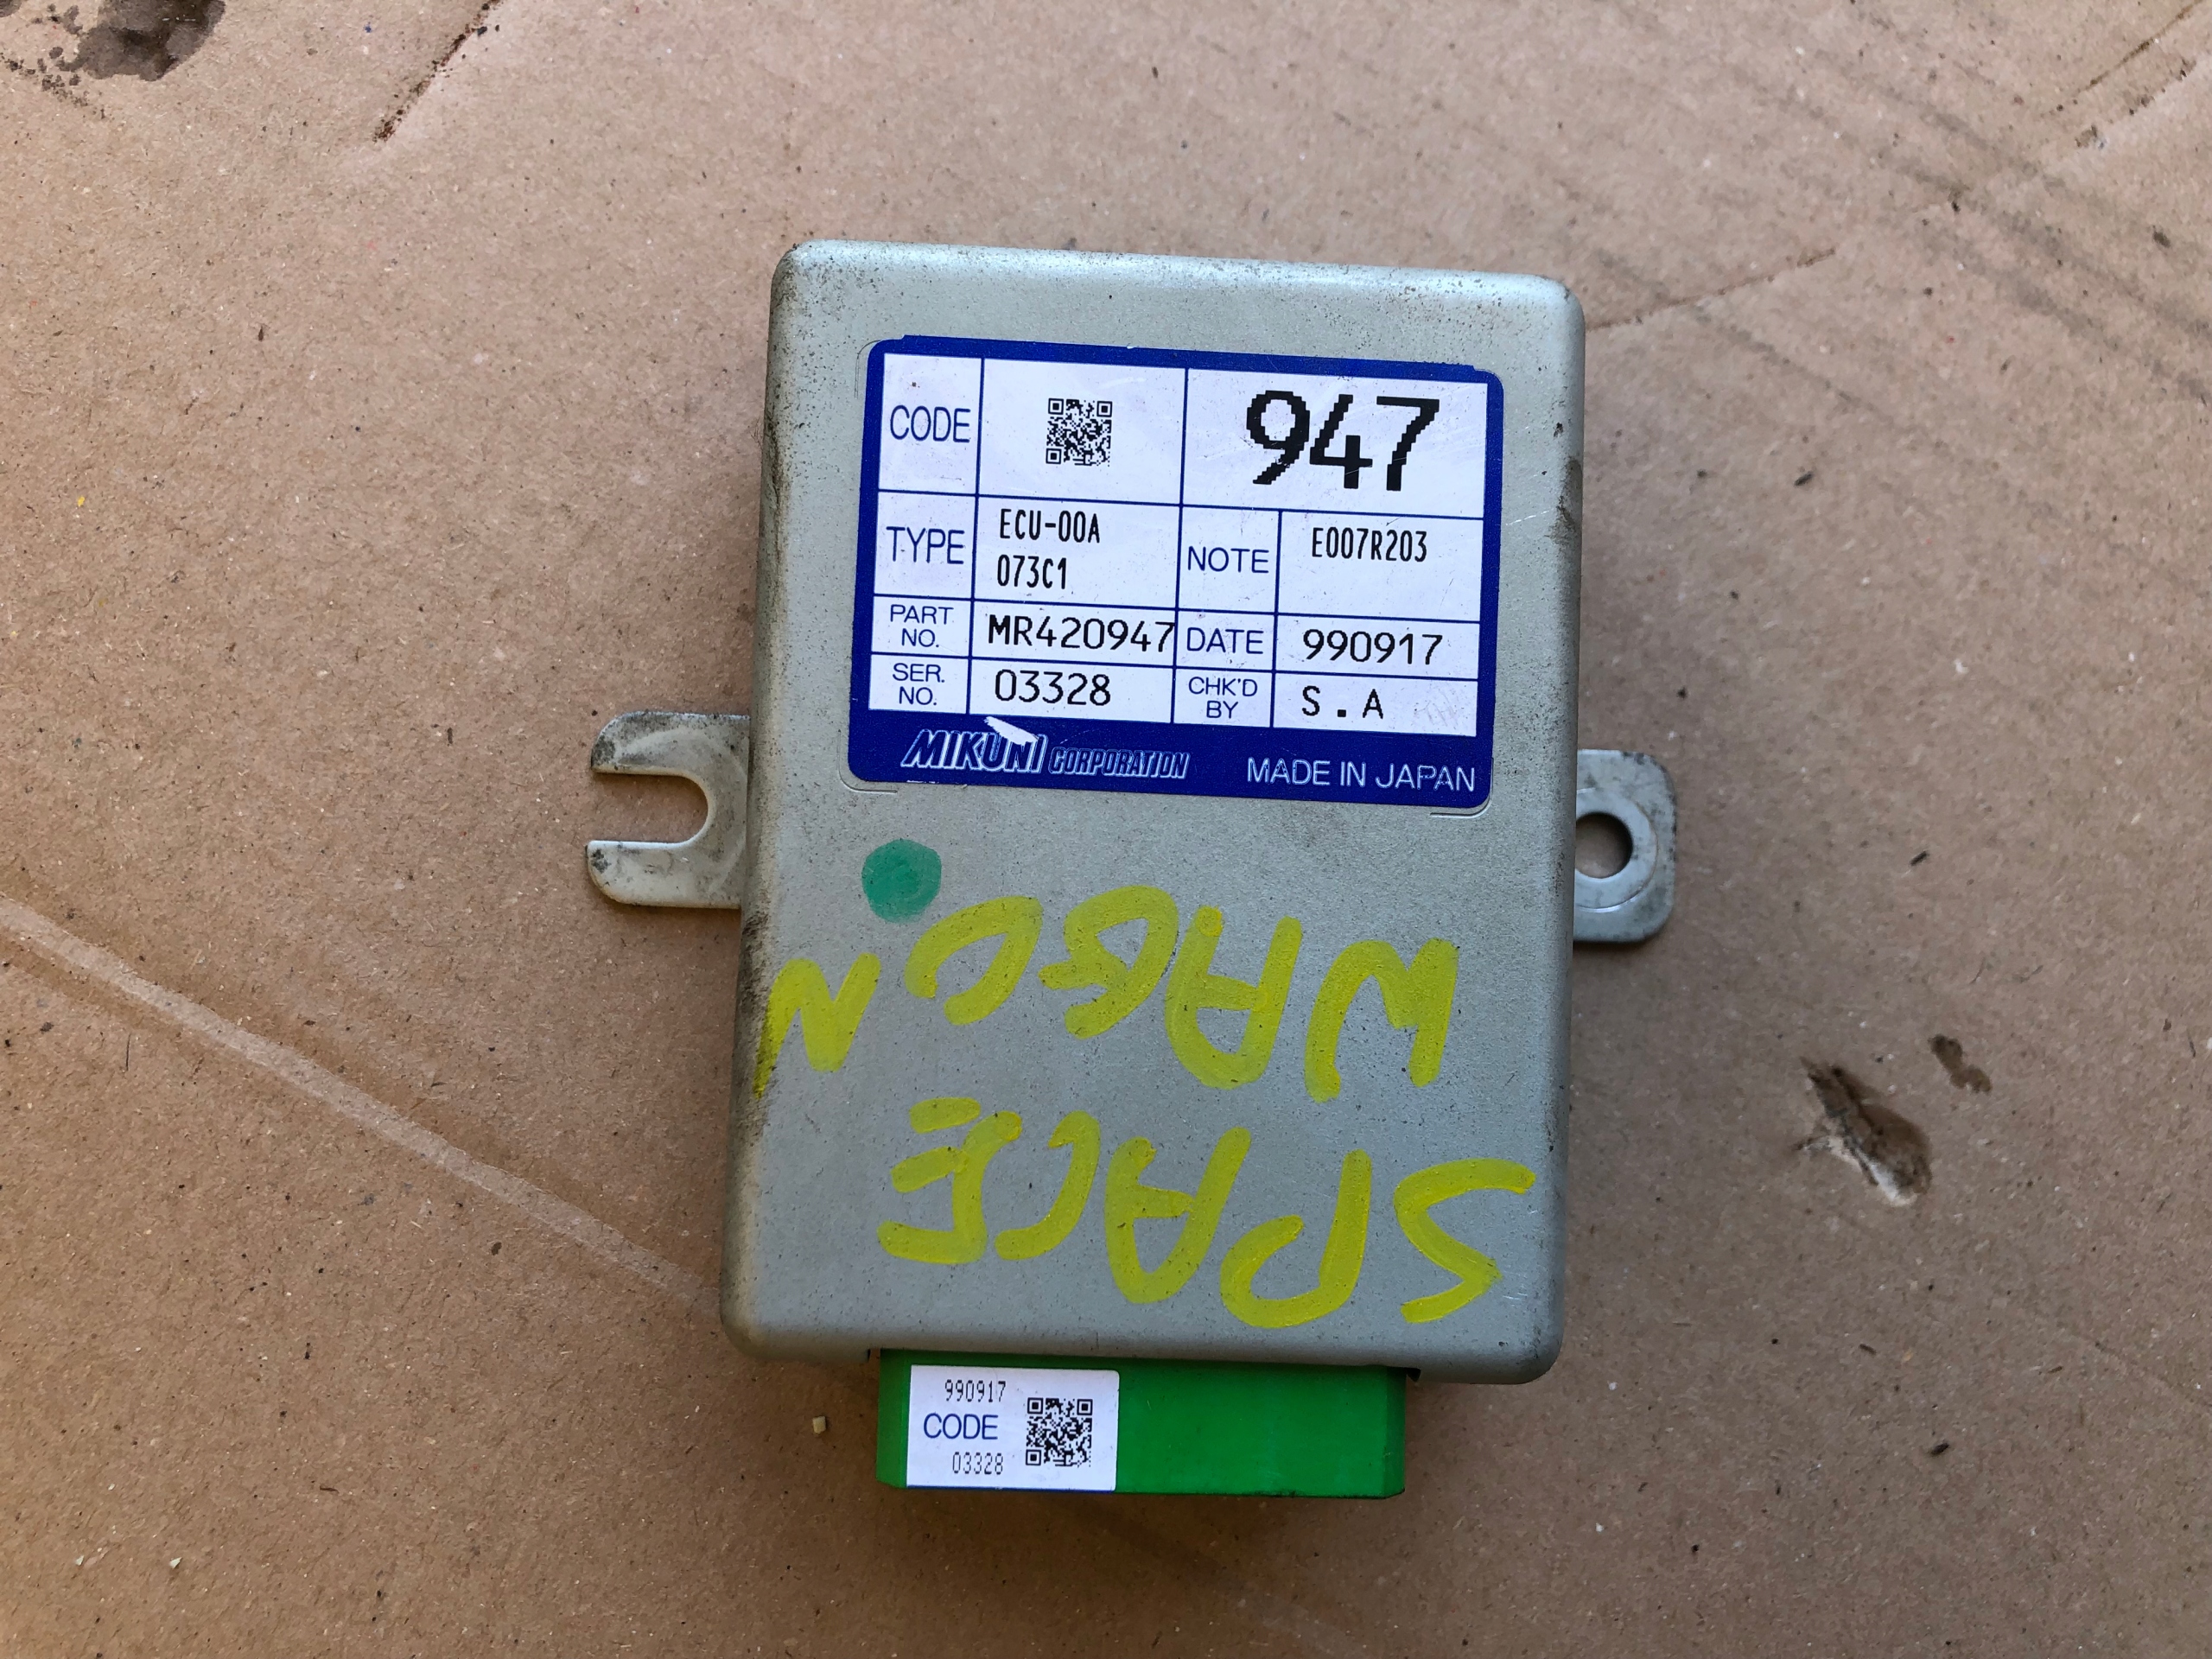 CODE
947
TYPE
ECU-00A
073C1
NOTE
E007R203
PART
NO.
MR420947
DATE
990917
SER.
NO.
03328
CHK'D
BY
S.A
MIKUNI CORPORATION
MADE IN JAPAN
SPACE
WAGON
990917
CODE
03328